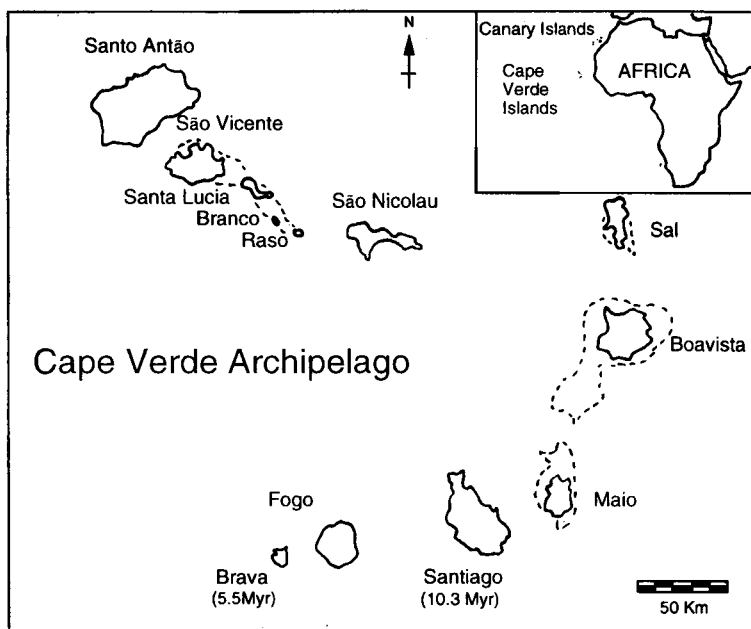 Santo Antão
N
Canary Islands
Cape
Verde
Islands
AFRICA
São Vicente
Santa Lucia
Branco
Raso
São Nicolau
Sal
Boavista
Cape Verde Archipelago
Maio
Fogo
Brava
(5.5Myr)
Santiago
(10.3 Myr)
50 Km